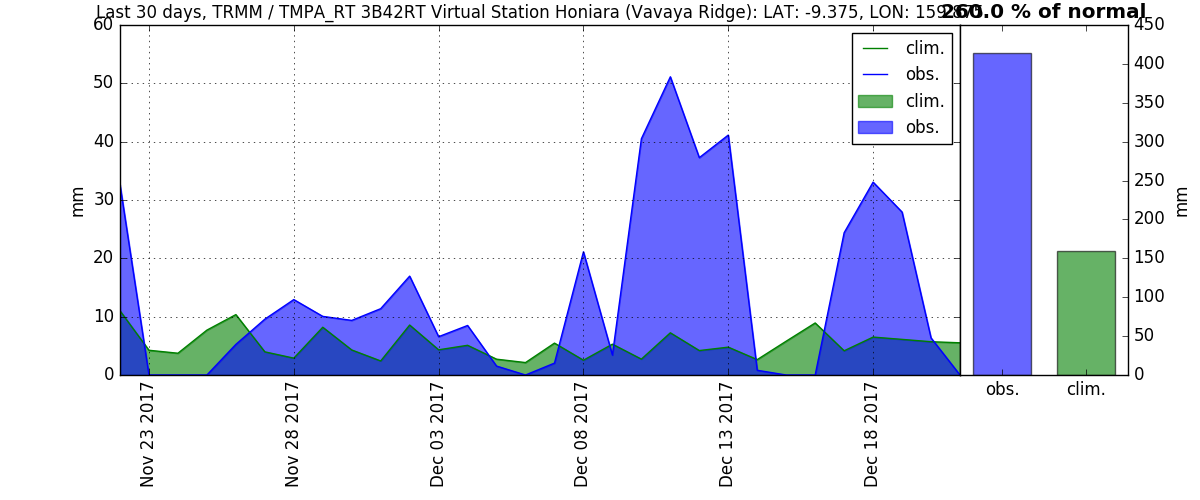 Last 30 days, TRMM / TMPA_RT 3B42RT Virtual Station Honiara (Vavaya Ridge): LAT: -9.375, LON: 159.875
260.0 % of normal
60
50
40
30
20
10
0
mm
clim.
obs.
clim.
obs.
450
400
350
300
250
200
150
100
50
0
mm
obs.
clim.
Nov 23 2017
Nov 28 2017
Dec 03 2017
Dec 08 2017
Dec 13 2017
Dec 18 2017